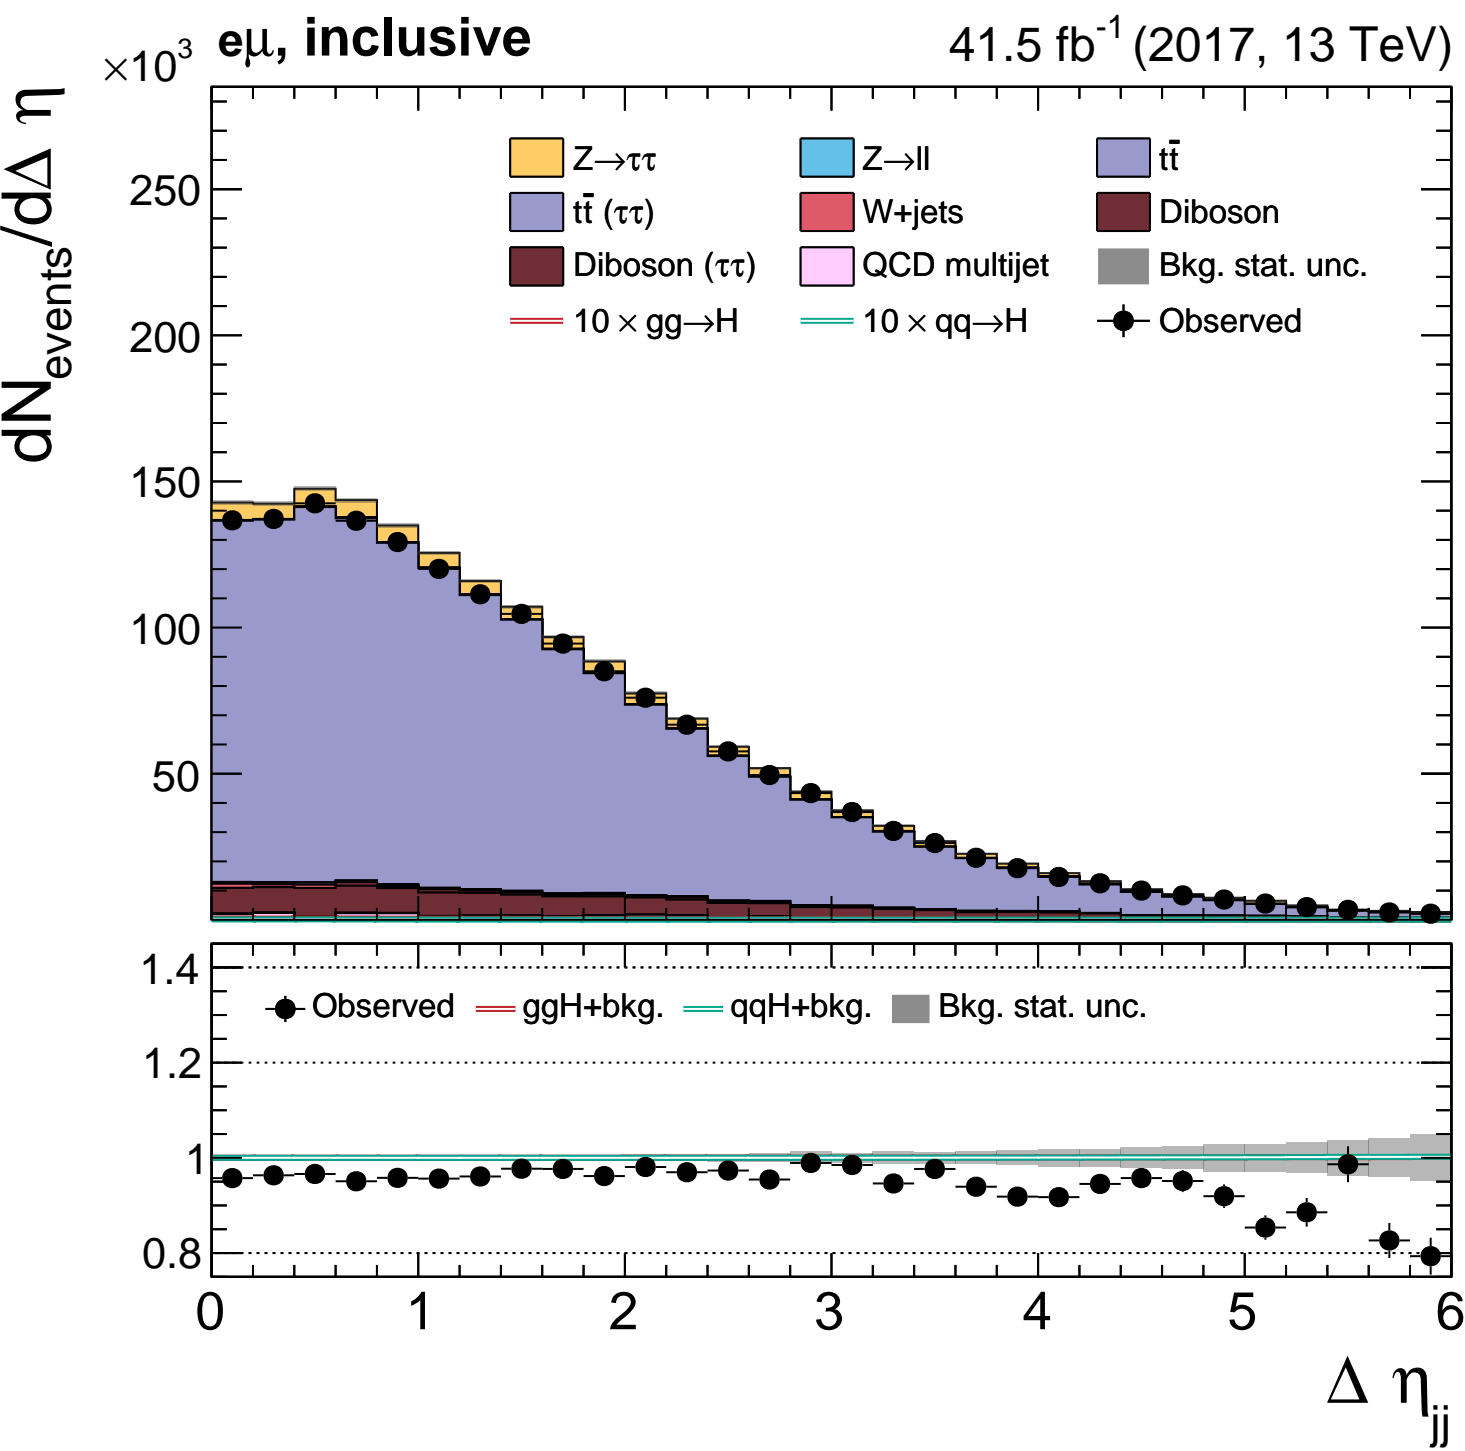 ×10³ eμ, inclusive 41.5 fb⁻¹ (2017, 13 TeV)
dN_events/dΔ η
250
200
150
100
50
Z→ττ Z→ll tt̄
tt̄ (ττ) W+jets Diboson
Diboson (ττ) QCD multijet Bkg. stat. unc.
10 × gg→H 10 × qq→H Observed
1.4
1.2
1
0.8
Observed ggH+bkg. qqH+bkg. Bkg. stat. unc.
0 1 2 3 4 5 6
Δ η_jj